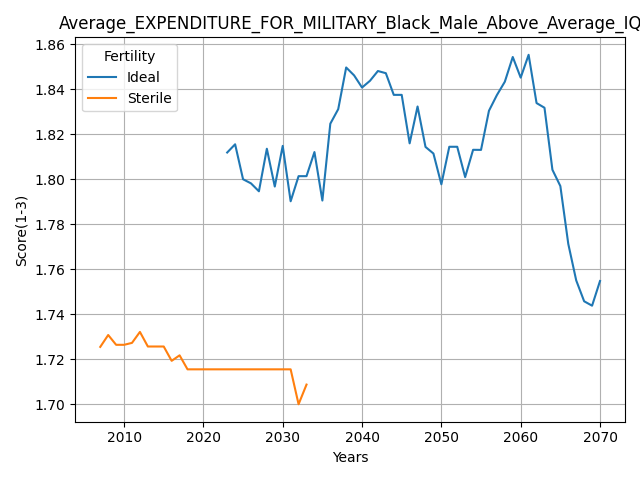 Average_EXPENDITURE_FOR_MILITARY_Black_Male_Above_Average_IQ
Fertility
Ideal
Sterile
Score(1-3)
1.86
1.84
1.82
1.80
1.78
1.76
1.74
1.72
1.70
2010 2020 2030 2040 2050 2060 2070
Years